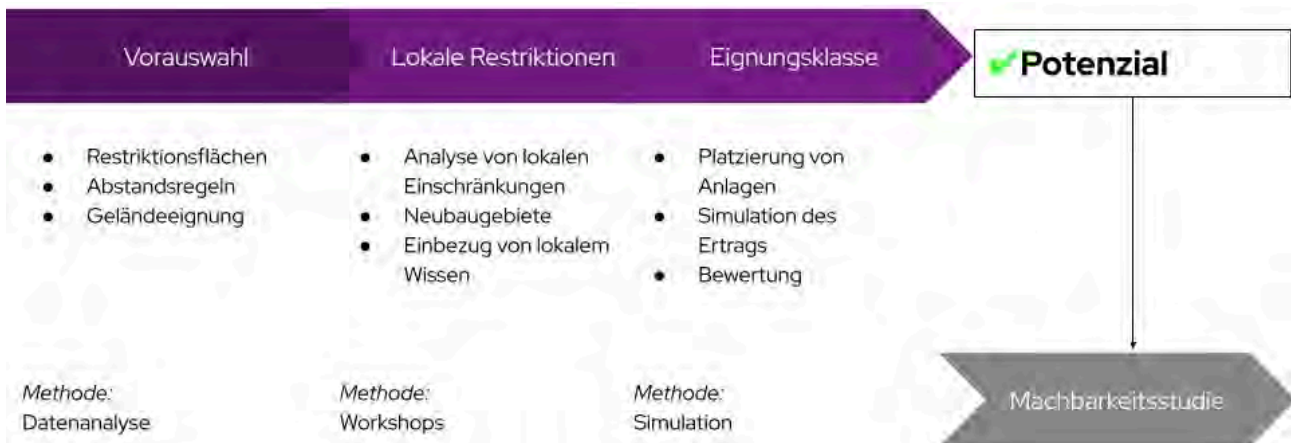 Vorauswahl
Lokale Restriktionen
Eignungsklasse
Potenzial
● Restriktionsflächen
● Abstandsregeln
● Geländeeignung
● Analyse von lokalen
Einschränkungen
● Neubaugebiete
● Einbezug von lokalem
Wissen
● Platzierung von
Anlagen
● Simulation des
Ertrags
● Bewertung
Methode:
Datenanalyse
Methode:
Workshops
Methode:
Simulation
Machbarkeitsstudie